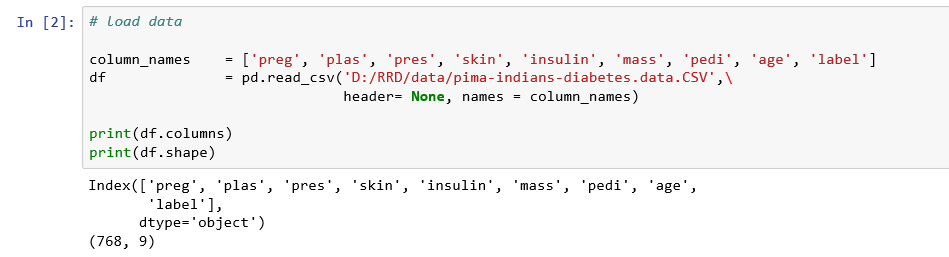 In [2]: # load data
column_names    = ['preg', 'plas', 'pres', 'skin', 'insulin', 'mass', 'pedi', 'age', 'label']
df              = pd.read_csv('D:/RRD/data/pima-indians-diabetes.data.CSV',\
                              header= None, names = column_names)
print(df.columns)
print(df.shape)
Index(['preg', 'plas', 'pres', 'skin', 'insulin', 'mass', 'pedi', 'age',
       'label'],
      dtype='object')
(768, 9)